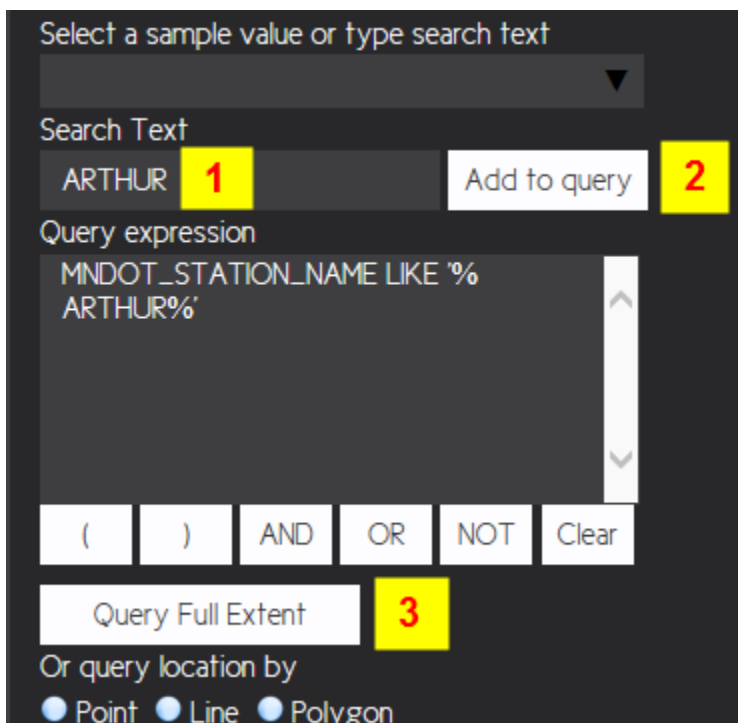 Select a sample value or type search text
Search Text
ARTHUR 1 Add to query 2
Query expression
MNDOT_STATION_NAME LIKE '%
ARTHUR%'
( ) AND OR NOT Clear
Query Full Extent 3
Or query location by
Point Line Polygon